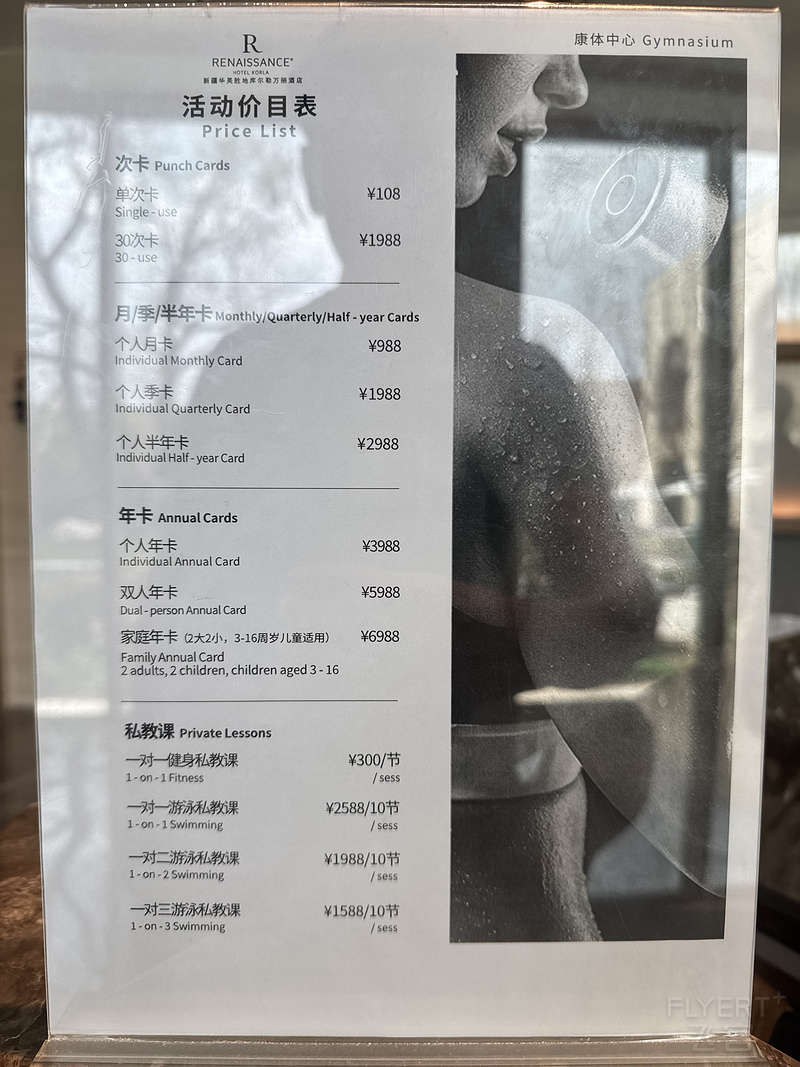 康体中心 Gymnasium
R
RENAISSANCE®
HOTEL KORLA
新疆华美胜地库尔勒万丽酒店
活动价目表
Price List
次卡 Punch Cards
单次卡 ¥108
Single - use
30次卡 ¥1988
30 - use
月/季/半年卡 Monthly/Quarterly/Half - year Cards
个人月卡 ¥988
Individual Monthly Card
个人季卡 ¥1988
Individual Quarterly Card
个人半年卡 ¥2988
Individual Half - year Card
年卡 Annual Cards
个人年卡 ¥3988
Individual Annual Card
双人年卡 ¥5988
Dual - person Annual Card
家庭年卡（2大2小，3-16周岁儿童适用） ¥6988
Family Annual Card
2 adults, 2 children, children aged 3 - 16
私教课 Private Lessons
一对一健身私教课 ¥300/节
1 - on - 1 Fitness / sess
一对一游泳私教课 ¥2588/10节
1 - on - 1 Swimming / sess
一对二游泳私教课 ¥1988/10节
1 - on - 2 Swimming / sess
一对三游泳私教课 ¥1588/10节
1 - on - 3 Swimming / sess
FLYERT